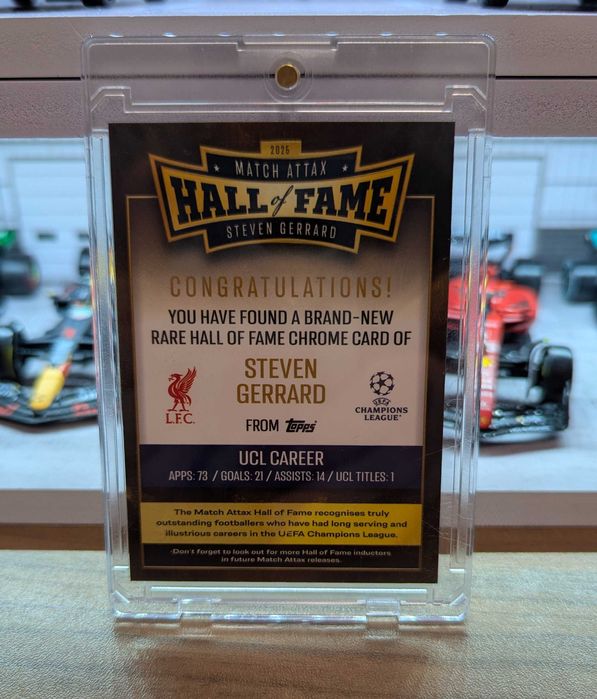 2025
MATCH ATTAX
HALL of FAME
STEVEN GERRARD
CONGRATULATIONS!
YOU HAVE FOUND A BRAND-NEW
RARE HALL OF FAME CHROME CARD OF
STEVEN
GERRARD
L.F.C.
UEFA
CHAMPIONS
LEAGUE
FROM Topps
UCL CAREER
APPS: 73 / GOALS: 21 / ASSISTS: 14 / UCL TITLES: 1
The Match Attax Hall of Fame recognises truly
outstanding footballers who have had long serving and
illustrious careers in the UEFA Champions League.
Don't forget to look out for more Hall of Fame inductors
in future Match Attax releases.